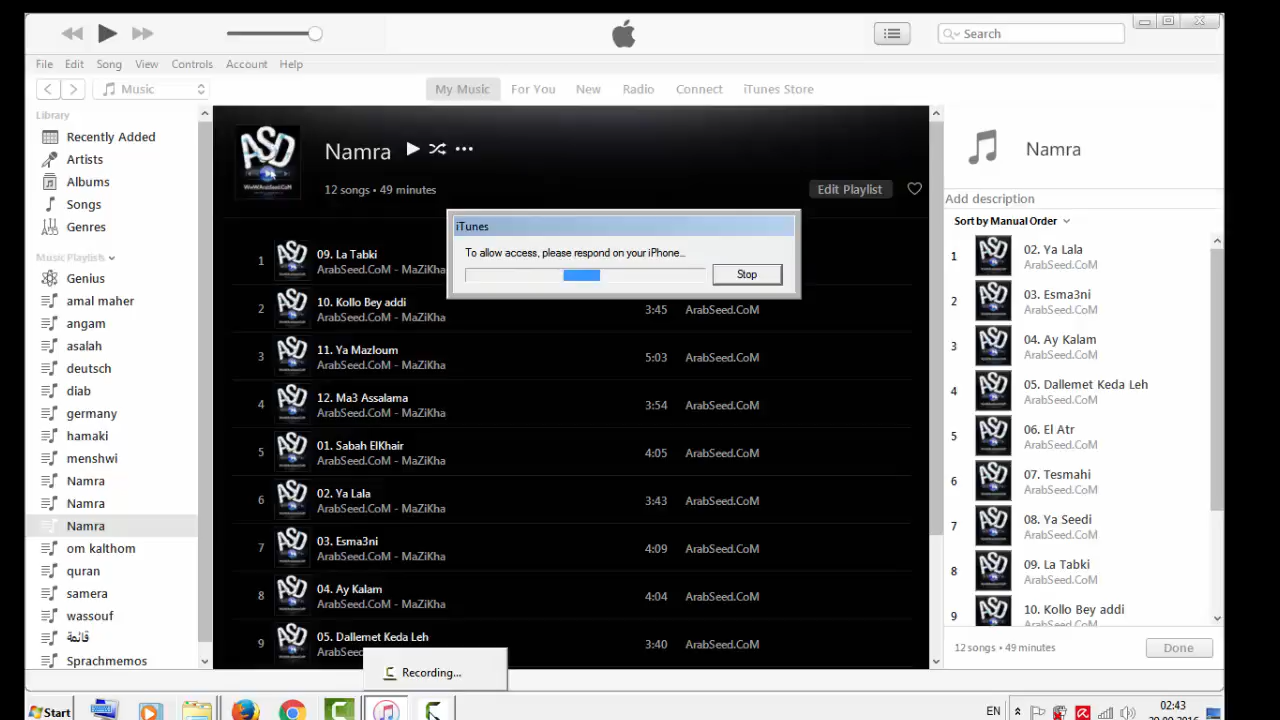 Search
File Edit Song View Controls Account Help
Music
My Music For You New Radio Connect iTunes Store
Library
Recently Added
Artists
Albums
Songs
Genres
Music Playlists
Genius
amal maher
angam
asalah
deutsch
diab
germany
hamaki
menshwi
Namra
Namra
Namra
om kalthom
quran
samera
wassouf
قائمة
Sprachmemos
ASD
Namra
12 songs • 49 minutes
Edit Playlist
iTunes
To allow access, please respond on your iPhone...
Stop
1 09. La Tabki
ArabSeed.CoM - MaZiKha
2 10. Kollo Bey addi
ArabSeed.CoM - MaZiKha 3:45 ArabSeed.CoM
3 11. Ya Mazloum
ArabSeed.CoM - MaZiKha 5:03 ArabSeed.CoM
4 12. Ma3 Assalama
ArabSeed.CoM - MaZiKha 3:54 ArabSeed.CoM
5 01. Sabah ElKhair
ArabSeed.CoM - MaZiKha 4:05 ArabSeed.CoM
6 02. Ya Lala
ArabSeed.CoM - MaZiKha 3:43 ArabSeed.CoM
7 03. Esma3ni
ArabSeed.CoM - MaZiKha 4:09 ArabSeed.CoM
8 04. Ay Kalam
ArabSeed.CoM - MaZiKha 4:04 ArabSeed.CoM
9 05. Dallemet Keda Leh
3:40 ArabSeed.CoM
Namra
Add description
Sort by Manual Order
1 02. Ya Lala
ArabSeed.CoM
2 03. Esma3ni
ArabSeed.CoM
3 04. Ay Kalam
ArabSeed.CoM
4 05. Dallemet Keda Leh
ArabSeed.CoM
5 06. El Atr
ArabSeed.CoM
6 07. Tesmahi
ArabSeed.CoM
7 08. Ya Seedi
ArabSeed.CoM
8 09. La Tabki
ArabSeed.CoM
9 10. Kollo Bey addi
12 songs • 49 minutes Done
Recording...
Start
EN
02:43